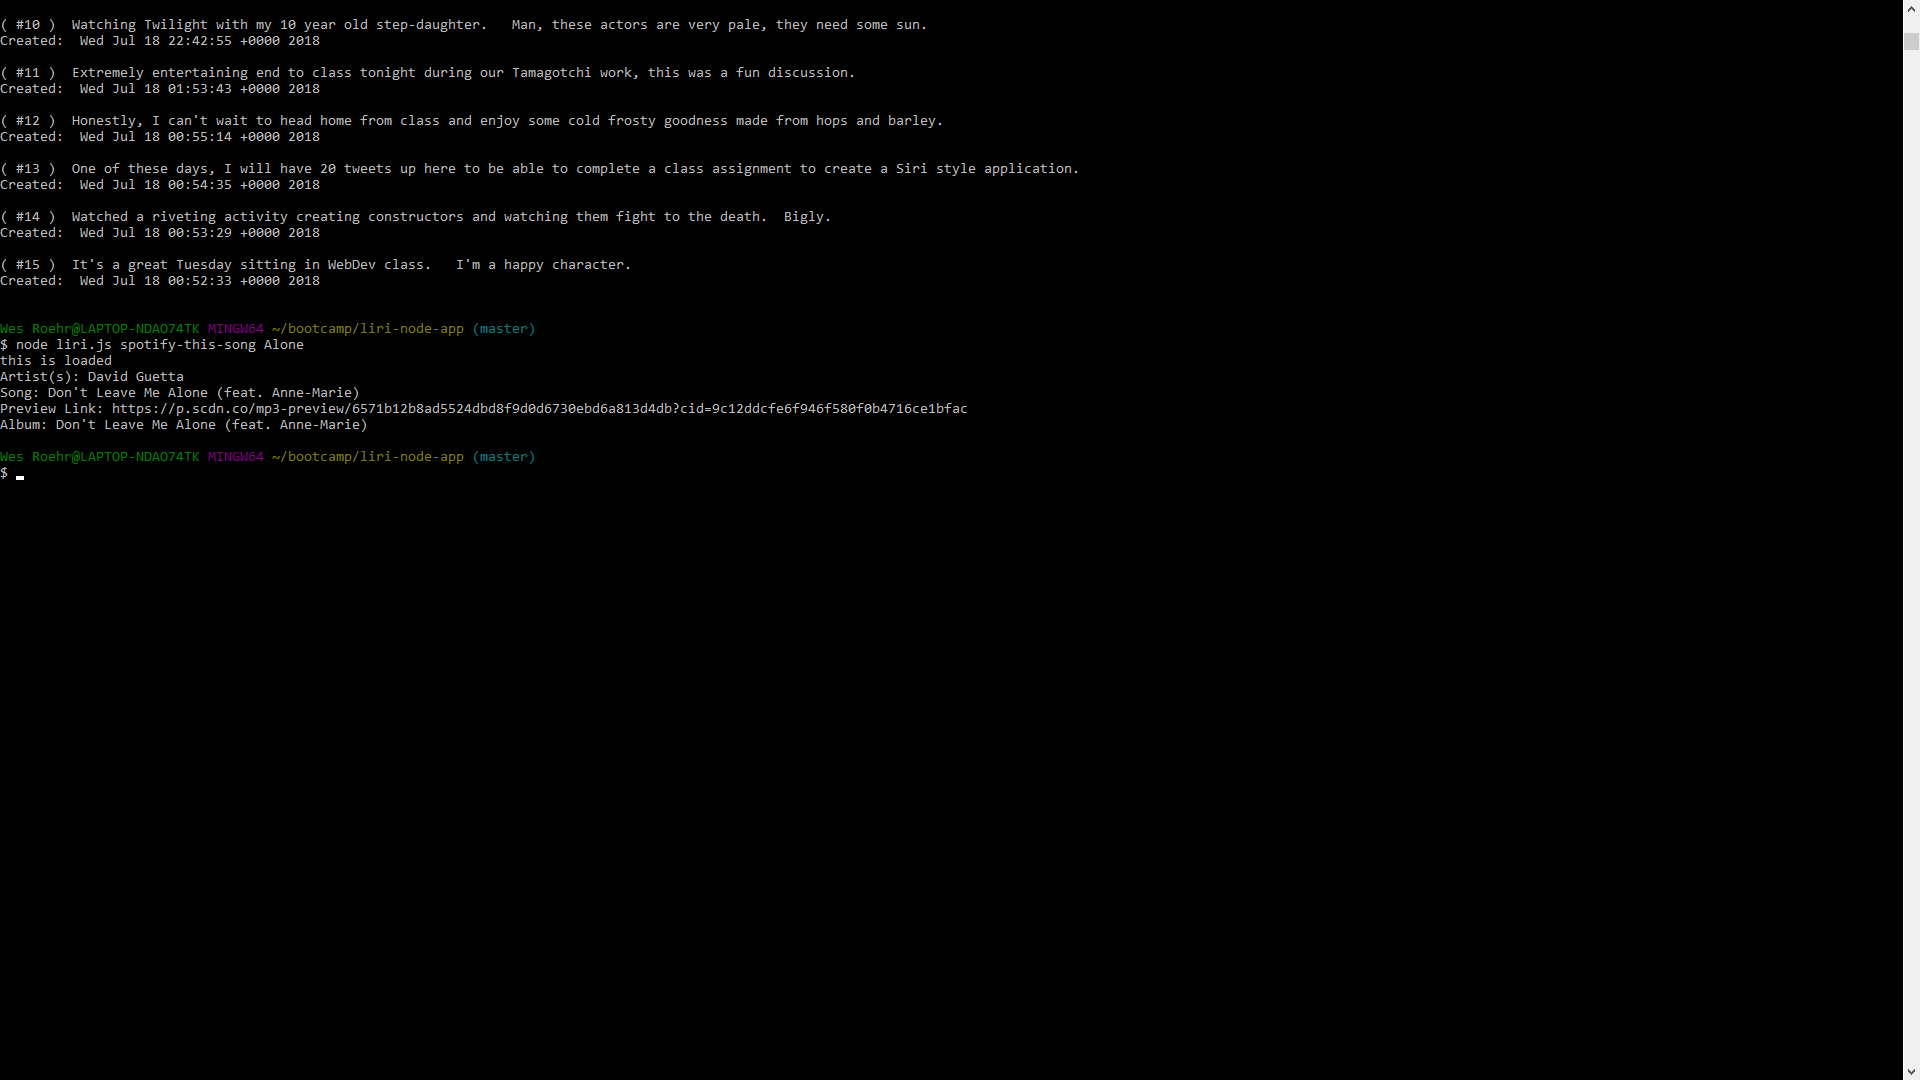 ( #10 )  Watching Twilight with my 10 year old step-daughter.   Man, these actors are very pale, they need some sun.
Created:  Wed Jul 18 22:42:55 +0000 2018
( #11 )  Extremely entertaining end to class tonight during our Tamagotchi work, this was a fun discussion.
Created:  Wed Jul 18 01:53:43 +0000 2018
( #12 )  Honestly, I can't wait to head home from class and enjoy some cold frosty goodness made from hops and barley.
Created:  Wed Jul 18 00:55:14 +0000 2018
( #13 )  One of these days, I will have 20 tweets up here to be able to complete a class assignment to create a Siri style application.
Created:  Wed Jul 18 00:54:35 +0000 2018
( #14 )  Watched a riveting activity creating constructors and watching them fight to the death.  Bigly.
Created:  Wed Jul 18 00:53:29 +0000 2018
( #15 )  It's a great Tuesday sitting in WebDev class.   I'm a happy character.
Created:  Wed Jul 18 00:52:33 +0000 2018
Wes Roehr@LAPTOP-NDAO74TK MINGW64 ~/bootcamp/liri-node-app (master)
$ node liri.js spotify-this-song Alone
this is loaded
Artist(s): David Guetta
Song: Don't Leave Me Alone (feat. Anne-Marie)
Preview Link: https://p.scdn.co/mp3-preview/6571b12b8ad5524dbd8f9d0d6730ebd6a813d4db?cid=9c12ddcfe6f946f580f0b4716ce1bfac
Album: Don't Leave Me Alone (feat. Anne-Marie)
Wes Roehr@LAPTOP-NDAO74TK MINGW64 ~/bootcamp/liri-node-app (master)
$